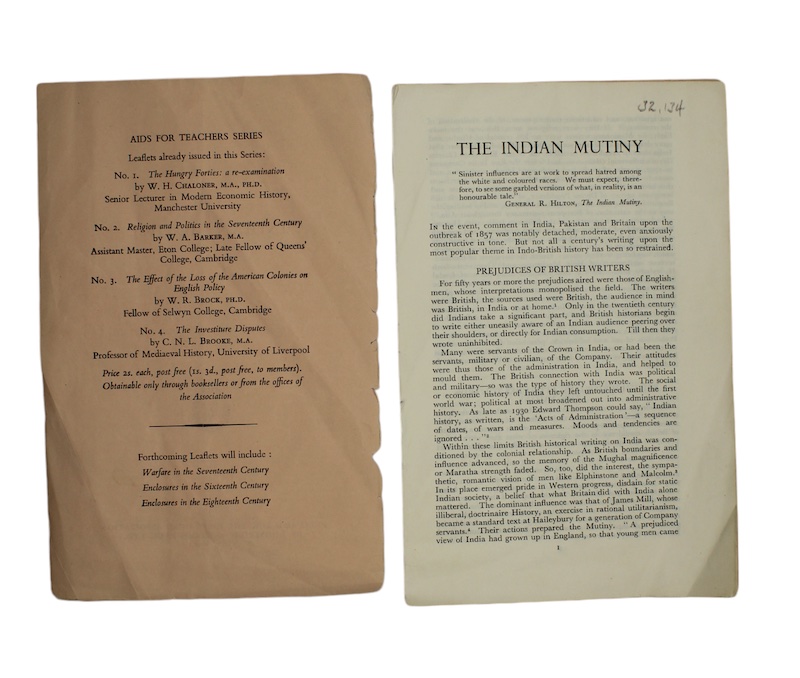 AIDS FOR TEACHERS SERIES
Leaflets already issued in this Series:
No. 1. The Hungry Forties: a re-examination
by W. H. CHALONER, M.A., PH.D.
Senior Lecturer in Modern Economic History,
Manchester University
No. 2. Religion and Politics in the Seventeenth Century
by W. A. BARKER, M.A.
Assistant Master, Eton College; Late Fellow of Queens'
College, Cambridge
No. 3. The Effect of the Loss of the American Colonies on
English Policy
by W. R. BROCK, PH.D.
Fellow of Selwyn College, Cambridge
No. 4. The Investiture Disputes
by C. N. L. BROOKE, M.A.
Professor of Mediaeval History, University of Liverpool
Price 2s. each, post free (1s. 3d., post free, to members).
Obtainable only through booksellers or from the offices of
the Association
Forthcoming Leaflets will include :
Warfare in the Seventeenth Century
Enclosures in the Sixteenth Century
Enclosures in the Eighteenth Century
32,134
THE INDIAN MUTINY
" Sinister influences are at work to spread hatred among
the white and coloured races. We must expect, there-
fore, to see some garbled versions of what, in reality, is an
honourable tale."
GENERAL R. HILTON, The Indian Mutiny.
IN the event, comment in India, Pakistan and Britain upon the
outbreak of 1857 was notably detached, moderate, even anxiously
constructive in tone. But not all a century's writing upon the
most popular theme in Indo-British history has been so restrained.
PREJUDICES OF BRITISH WRITERS
For fifty years or more the prejudices aired were those of English-
men, whose interpretations monopolised the field. The writers
were British, the sources used were British, the audience in mind
was British, in India or at home.¹ Only in the twentieth century
did Indians take a significant part, and British historians begin
to write either uneasily aware of an Indian audience peering over
their shoulders, or directly for Indian consumption. Till then they
wrote uninhibited.
Many were servants of the Crown in India, or had been the
servants, military or civilian, of the Company. Their attitudes
were thus those of the administration in India, and helped to
mould them. The British connection with India was political
and military—so was the type of history they wrote. The social
or economic history of India they left untouched until the first
world war; political at most broadened out into administrative
history. As late as 1930 Edward Thompson could say, " Indian
history, as written, is the 'Acts of Administration'—a sequence
of dates, of wars and measures. Moods and tendencies are
ignored . . ."²
Within these limits British historical writing on India was con-
ditioned by the colonial relationship. As British boundaries and
influence advanced, so the memory of the Mughal magnificence
or Maratha strength faded. So, too, did the interest, the sympa-
thetic, romantic vision of men like Elphinstone and Malcolm.³
In its place emerged pride in Western progress, disdain for static
Indian society, a belief that what Britain did with India alone
mattered. The dominant influence was that of James Mill, whose
illiberal, doctrinaire History, an exercise in rational utilitarianism,
became a standard text at Haileybury for a generation of Company
servants.⁴ Their actions prepared the Mutiny. " A prejudiced
view of India had grown up in England, so that young men came
1